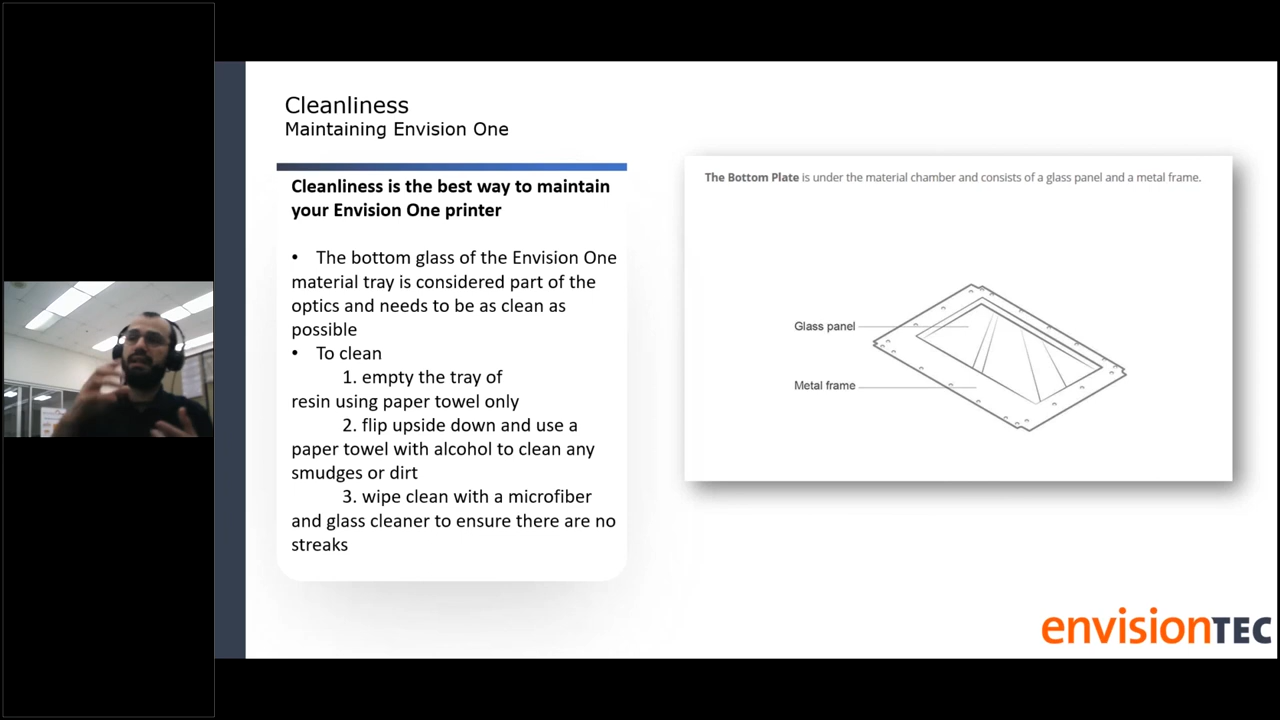 Cleanliness
Maintaining Envision One
Cleanliness is the best way to maintain
your Envision One printer
• The bottom glass of the Envision One
material tray is considered part of the
optics and needs to be as clean as
possible
• To clean
1. empty the tray of
resin using paper towel only
2. flip upside down and use a
paper towel with alcohol to clean any
smudges or dirt
3. wipe clean with a microfiber
and glass cleaner to ensure there are no
streaks
The Bottom Plate is under the material chamber and consists of a glass panel and a metal frame.
Glass panel
Metal frame
envisionTEC